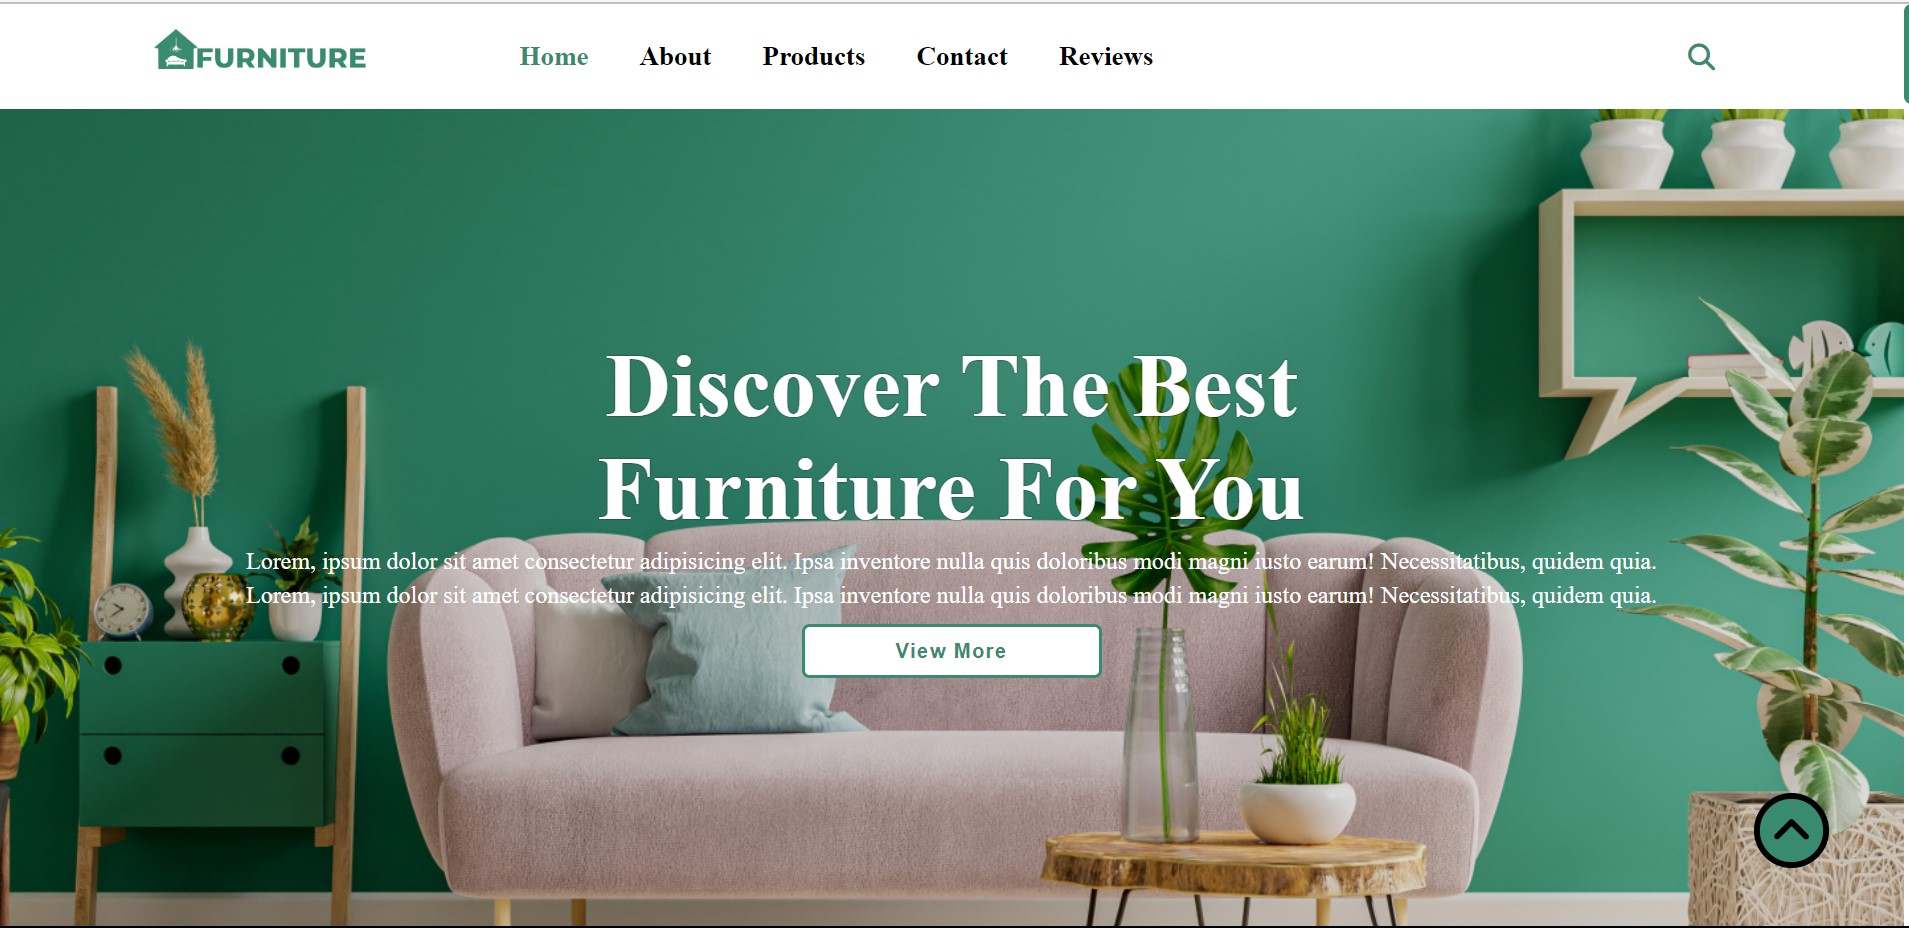 FURNITURE
Home About Products Contact Reviews
Discover The Best
Furniture For You
Lorem, ipsum dolor sit amet consectetur adipisicing elit. Ipsa inventore nulla quis doloribus modi magni iusto earum! Necessitatibus, quidem quia.
Lorem, ipsum dolor sit amet consectetur adipisicing elit. Ipsa inventore nulla quis doloribus modi magni iusto earum! Necessitatibus, quidem quia.
View More